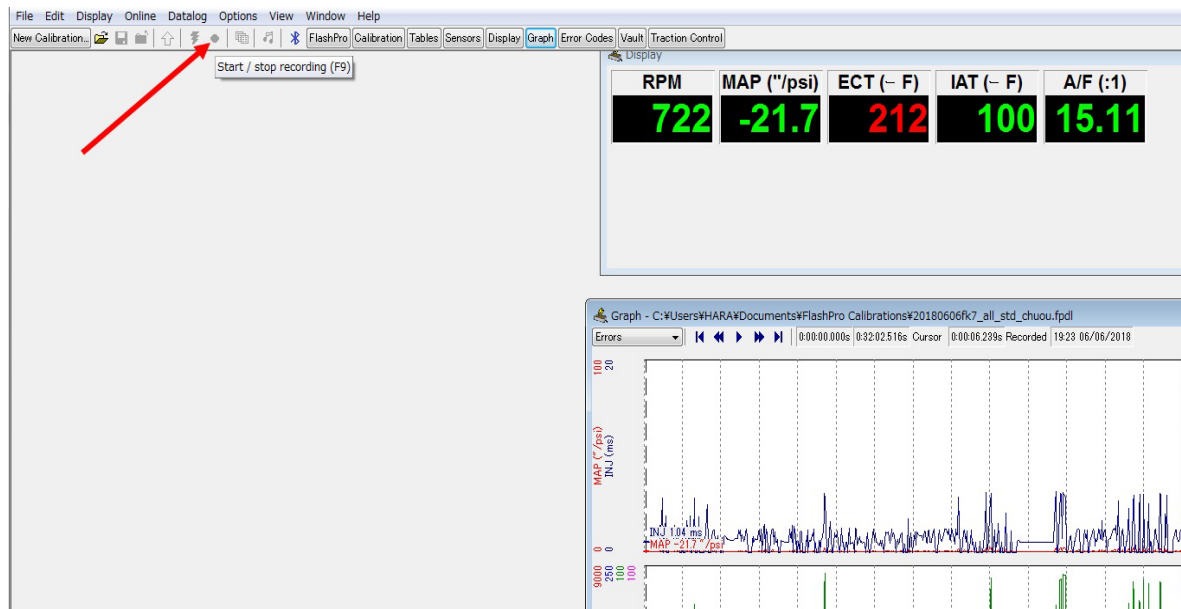 File Edit Display Online Datalog Options View Window Help
New Calibration... FlashPro Calibration Tables Sensors Display Graph Error Codes Vault Traction Control
Start / stop recording (F9)
Display
RPM MAP ("/psi) ECT (− F) IAT (− F) A/F (:1)
722 -21.7 212 100 15.11
Graph - C:¥Users¥HARA¥Documents¥FlashPro Calibrations¥20180606fk7_all_std_chuou.fpdl
Errors 0:00:00.000s 0:32:02.516s Cursor 0:00:06.239s Recorded 19:23 06/06/2018
100
20
MAP ("/psi)
INJ (ms)
INJ 1.04 ms
MAP -21.7 "/psi
0
0
9000
250
100
100